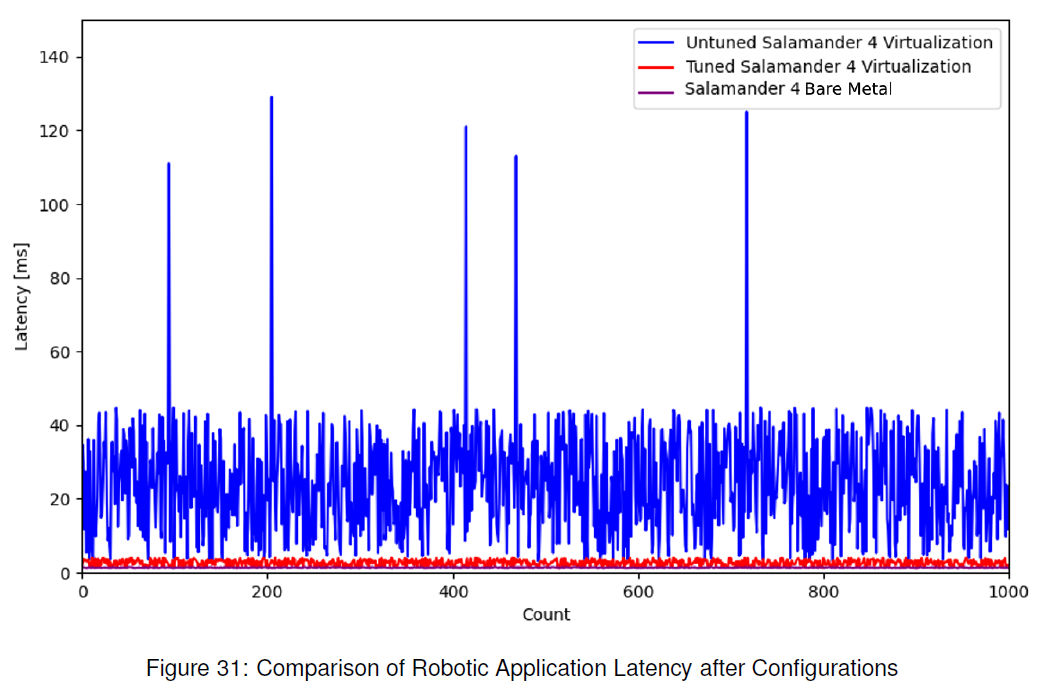 140
120
100
80
60
40
20
0
Latency [ms]
Untuned Salamander 4 Virtualization
Tuned Salamander 4 Virtualization
Salamander 4 Bare Metal
0 200 400 600 800 1000
Count
Figure 31: Comparison of Robotic Application Latency after Configurations